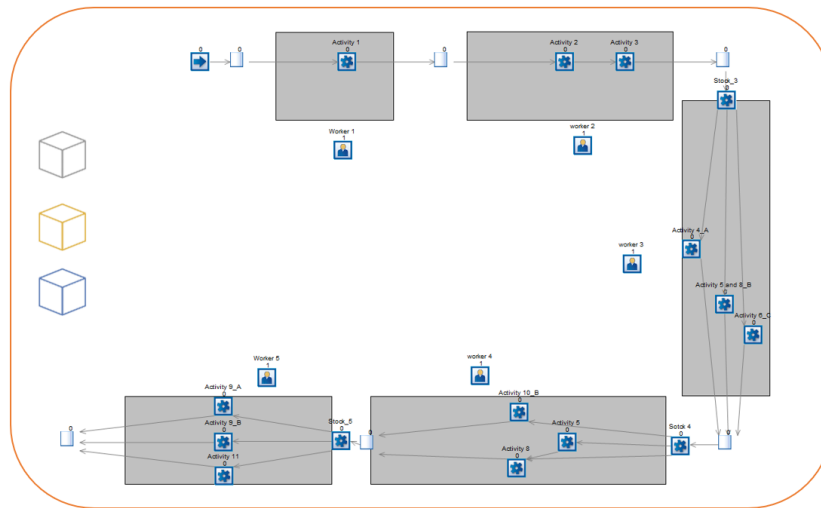 0
0
Activity 1
0
0
Activity 2
0
Activity 3
0
0
Stock_3
0
Worker 1
1
worker 2
1
Activity 4_A
0
worker 3
1
Activity 5 and 8_B
0
Activity 6_C
0
Worker 5
1
worker 4
1
Activity 9_A
0
Activity 10_B
0
0
Activity 9_B
0
Stock_5
0
0
Activity 5
0
Sotck 4
0
0
Activity 11
0
Activity 8
0